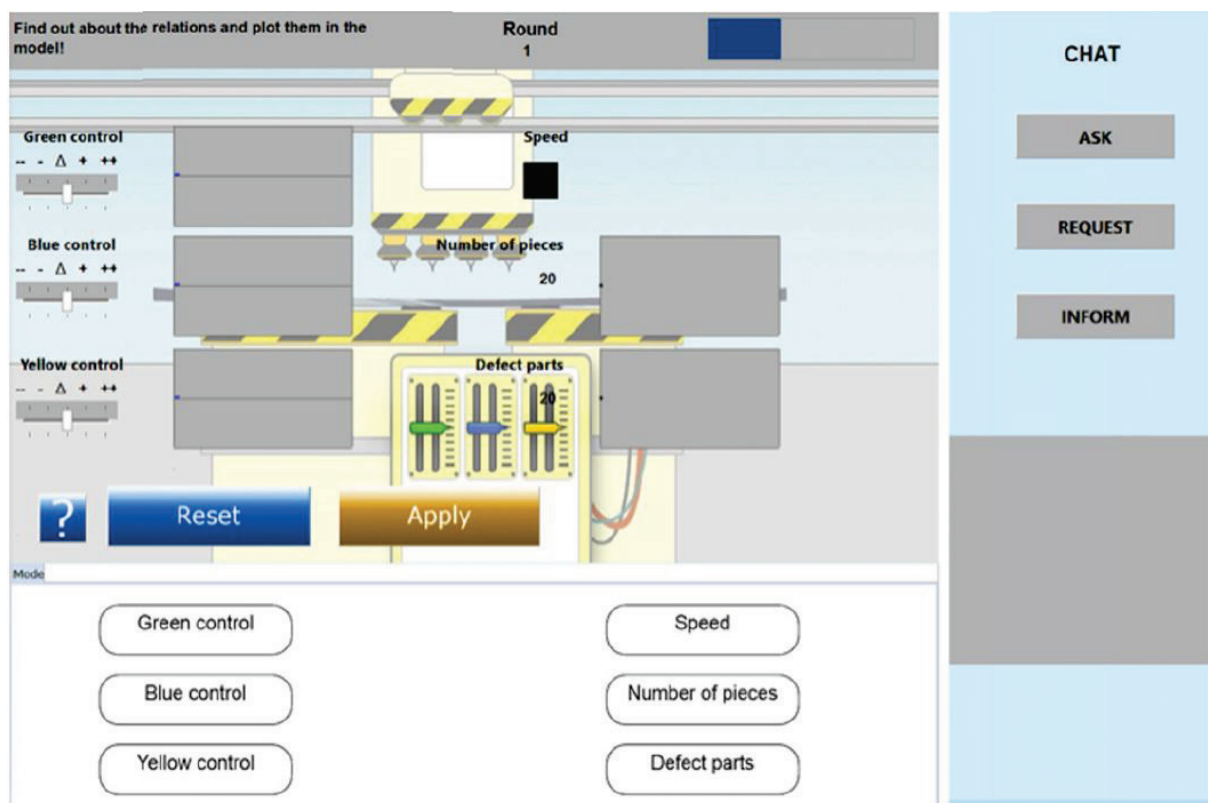 Find out about the relations and plot them in the
model!
Round
1
CHAT
Green control
-- - Δ + ++
Speed
ASK
Blue control
-- - Δ + ++
Number of pieces
20
REQUEST
INFORM
Yellow control
-- - Δ + ++
Defect parts
20
?
Reset
Apply
Mode
Green control
Speed
Blue control
Number of pieces
Yellow control
Defect parts